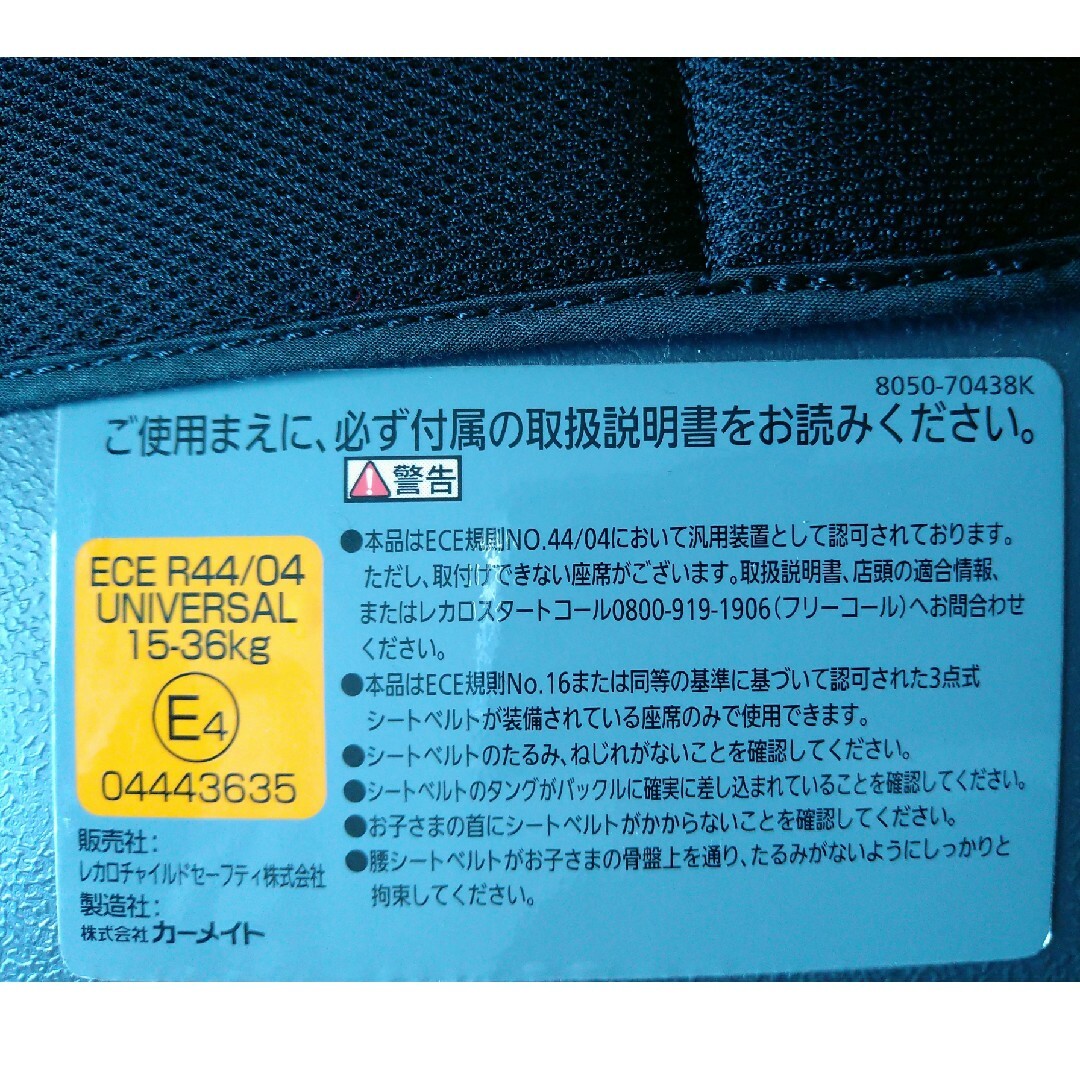 8050-70438K
ご使用まえに、必ず付属の取扱説明書をお読みください。
警告
ECE R44/04
UNIVERSAL
15-36kg
E4
04443635
販売社:
レカロチャイルドセーフティ株式会社
製造社:
株式会社 カーメイト
●本品はECE規則NO.44/04において汎用装置として認可されております。
ただし、取付けできない座席がございます。取扱説明書、店頭の適合情報、
またはレカロスタートコール0800-919-1906(フリーコール)へお問合わせ
ください。
●本品はECE規則No.16または同等の基準に基づいて認可された3点式
シートベルトが装備されている座席のみで使用できます。
●シートベルトのたるみ、ねじれがないことを確認してください。
●シートベルトのタングがバックルに確実に差し込まれていることを確認してください。
●お子さまの首にシートベルトがかからないことを確認してください。
●腰シートベルトがお子さまの骨盤上を通り、たるみがないようにしっかりと
拘束してください。